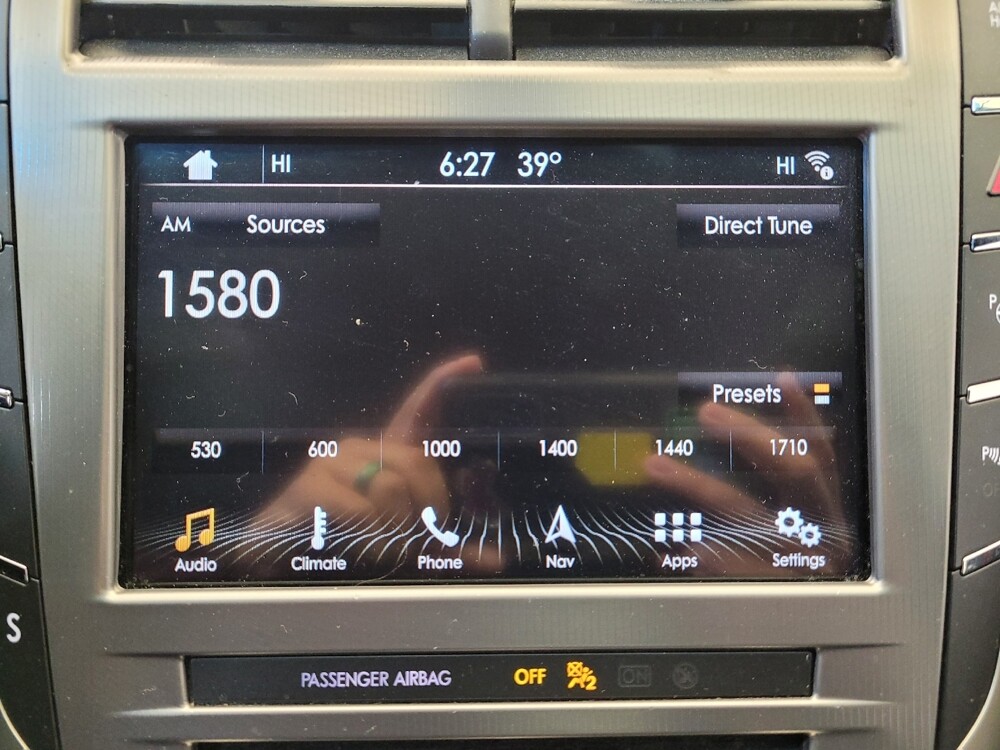 HI 6:27 39° HI
AM Sources Direct Tune
1580
Presets
530 600 1000 1400 1440 1710
Audio Climate Phone Nav Apps Settings
S
PASSENGER AIRBAG OFF 2 ON